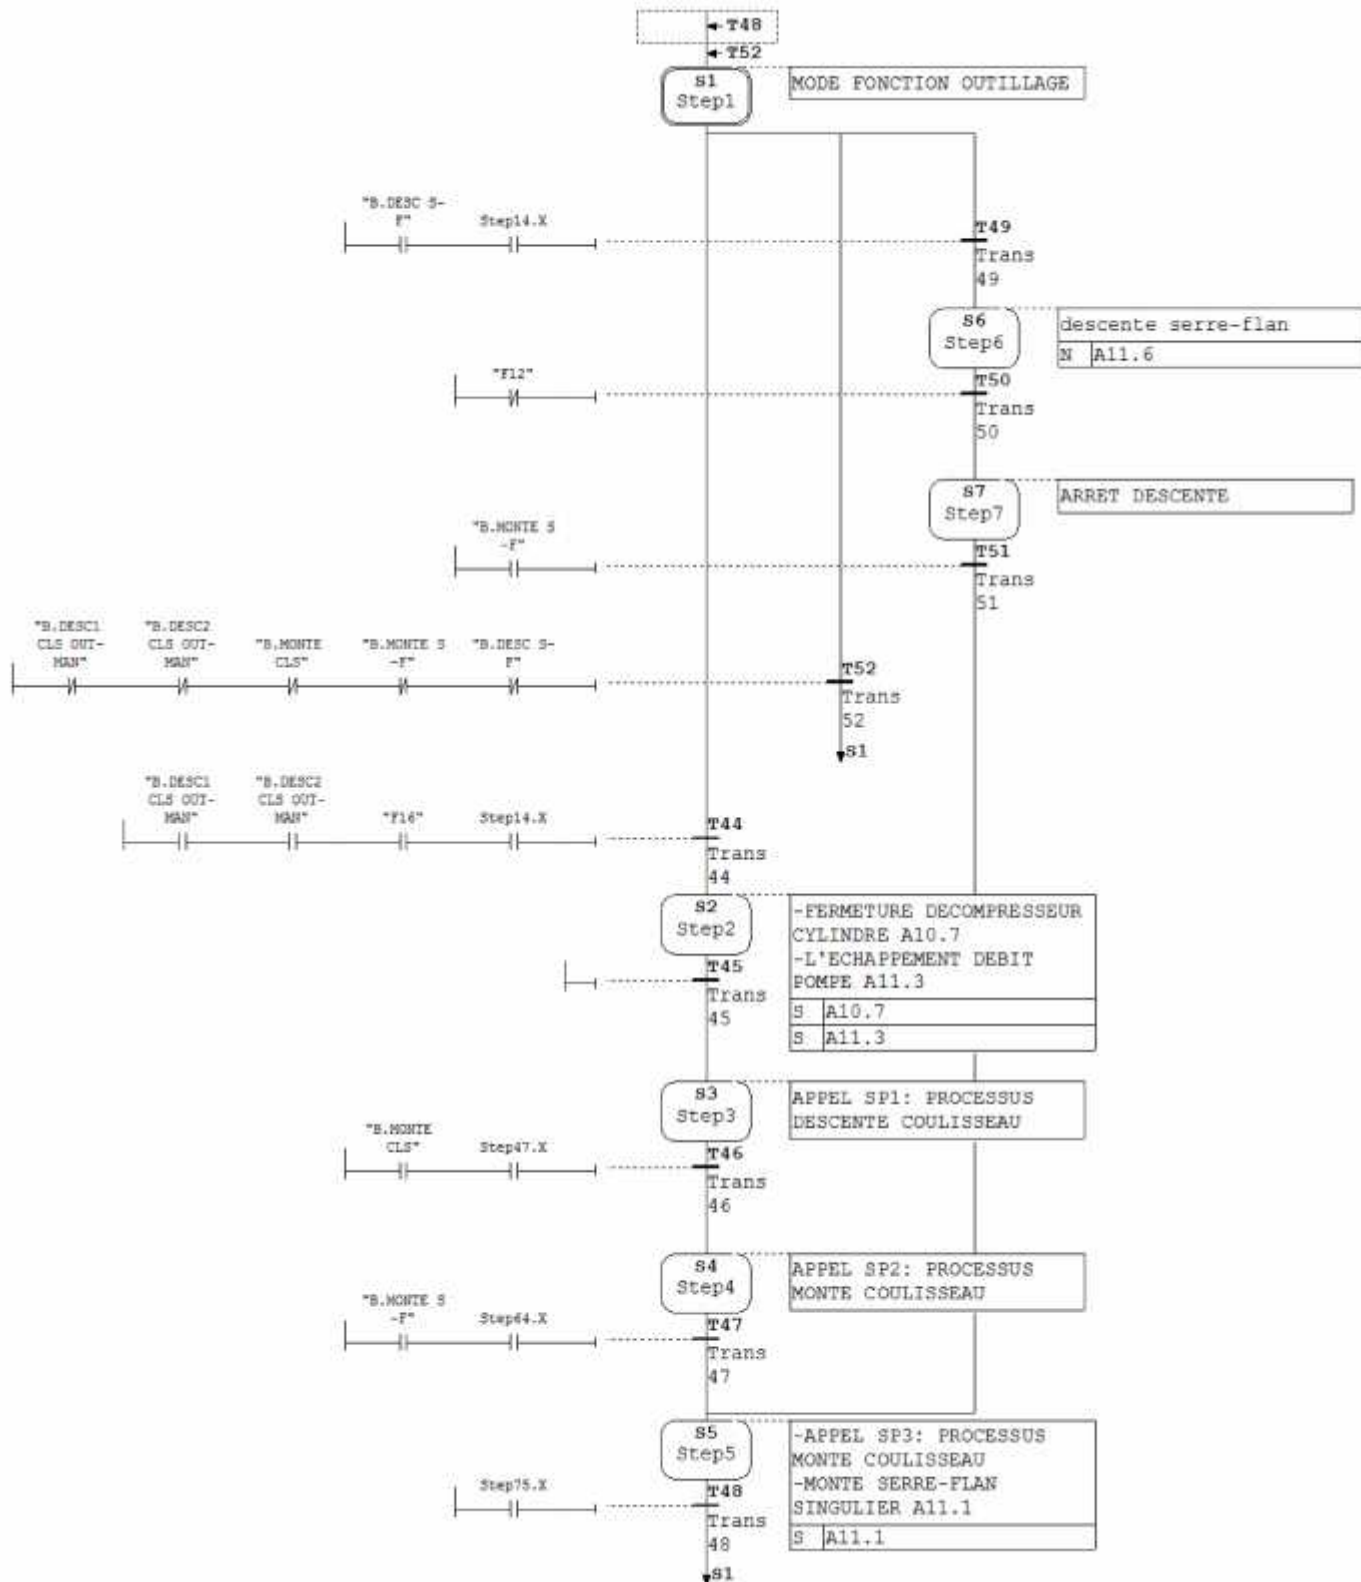 T48
T52
S1
Step1
MODE FONCTION OUTILLAGE
"B.DESC S-
F"
Step14.X
T49
Trans
49
S6
Step6
descente serre-flan
N A11.6
"F12"
T50
Trans
50
S7
Step7
ARRET DESCENTE
"B.MONTE S
-F"
T51
Trans
51
"B.DESC1
CLS OUT-
MAN"
"B.DESC2
CLS OUT-
MAN"
"B.MONTE
CLS"
"B.MONTE S
-F"
"B.DESC S-
F"
T52
Trans
52
S1
"B.DESC1
CLS OUT-
MAN"
"B.DESC2
CLS OUT-
MAN"
"F16"
Step14.X
T44
Trans
44
S2
Step2
-FERMETURE DECOMPRESSEUR
CYLINDRE A10.7
-L'ECHAPPEMENT DEBIT
POMPE A11.3
S A10.7
S A11.3
T45
Trans
45
S3
Step3
APPEL SP1: PROCESSUS
DESCENTE COULISSEAU
"B.MONTE
CLS"
Step47.X
T46
Trans
46
S4
Step4
APPEL SP2: PROCESSUS
MONTE COULISSEAU
"B.MONTE S
-F"
Step64.X
T47
Trans
47
S5
Step5
-APPEL SP3: PROCESSUS
MONTE COULISSEAU
-MONTE SERRE-FLAN
SINGULIER A11.1
S A11.1
Step75.X
T48
Trans
48
S1